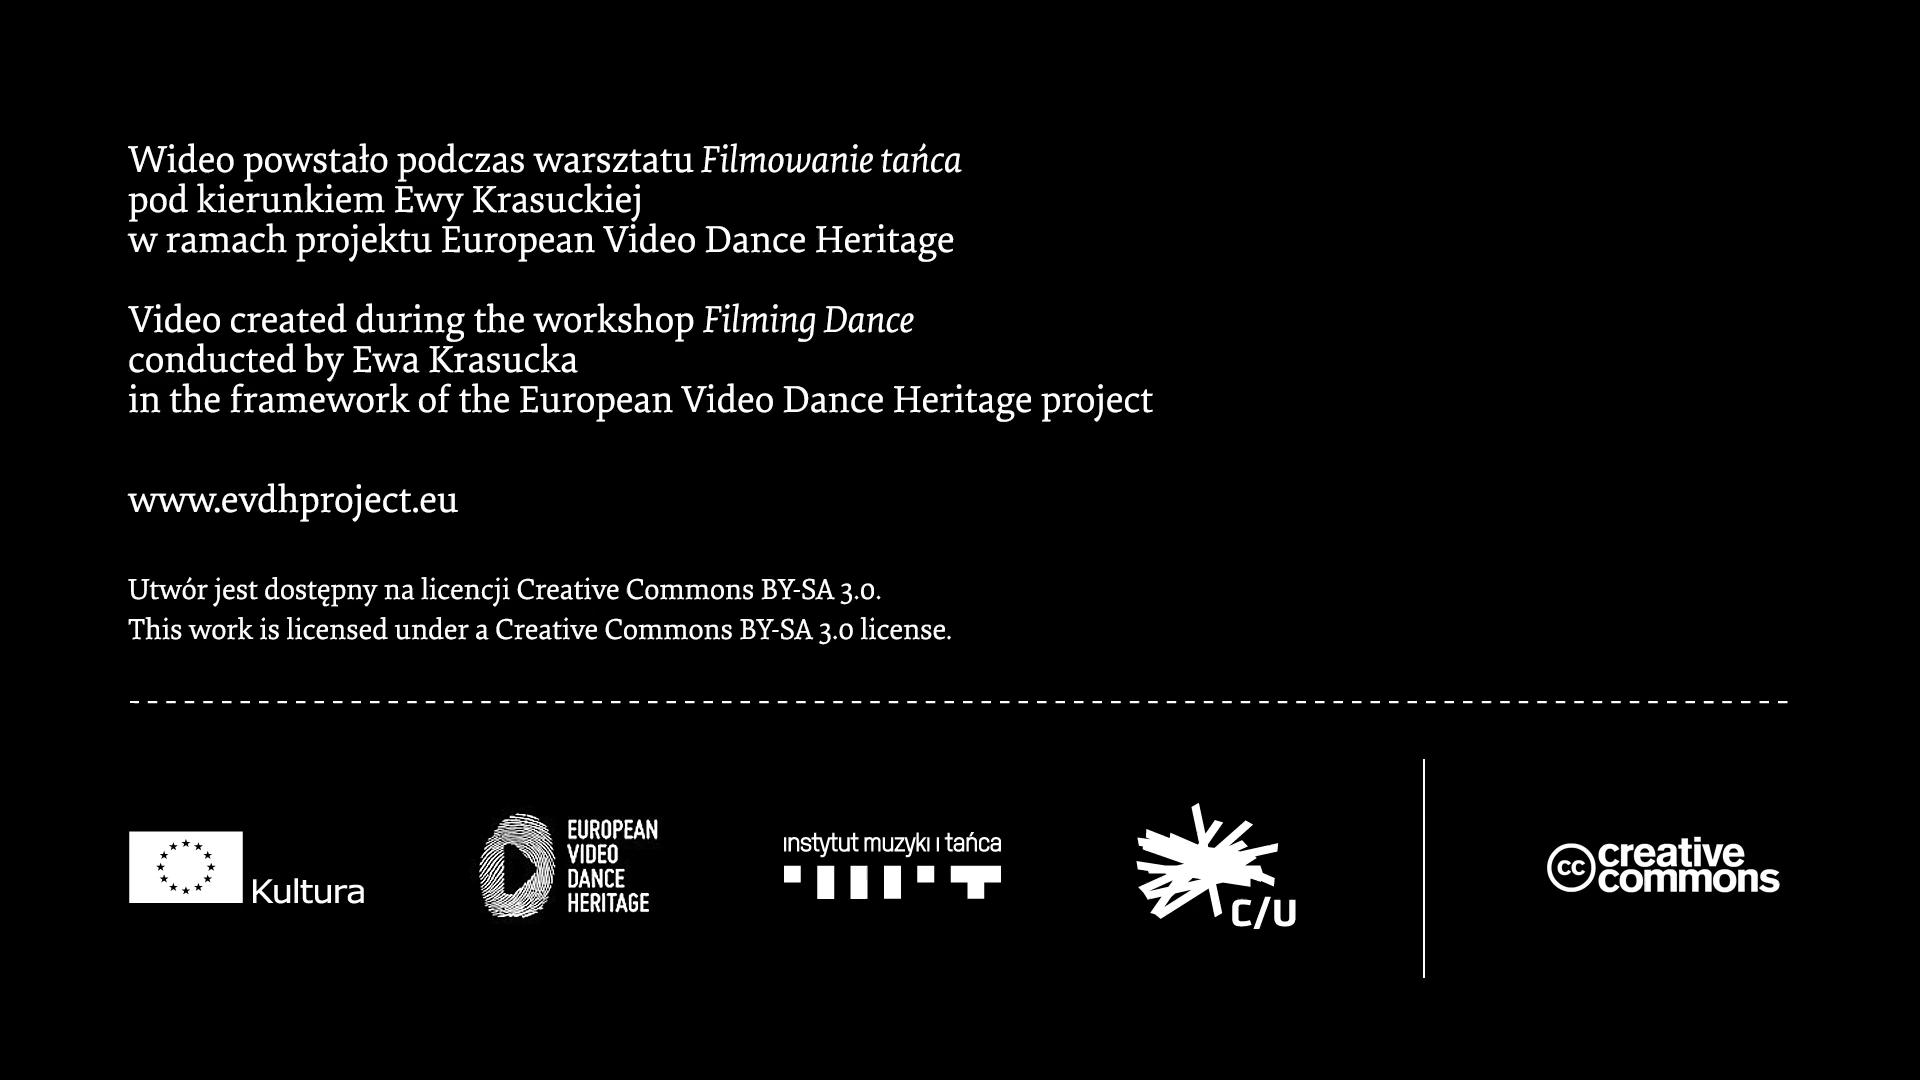 Wideo powstało podczas warsztatu Filmowanie tańca
pod kierunkiem Ewy Krasuckiej
w ramach projektu European Video Dance Heritage
Video created during the workshop Filming Dance
conducted by Ewa Krasucka
in the framework of the European Video Dance Heritage project
www.evdhproject.eu
Utwór jest dostępny na licencji Creative Commons BY-SA 3.0.
This work is licensed under a Creative Commons BY-SA 3.0 license.
Kultura
EUROPEAN
VIDEO
DANCE
HERITAGE
instytut muzyki i tańca
C/U
cc creative
commons